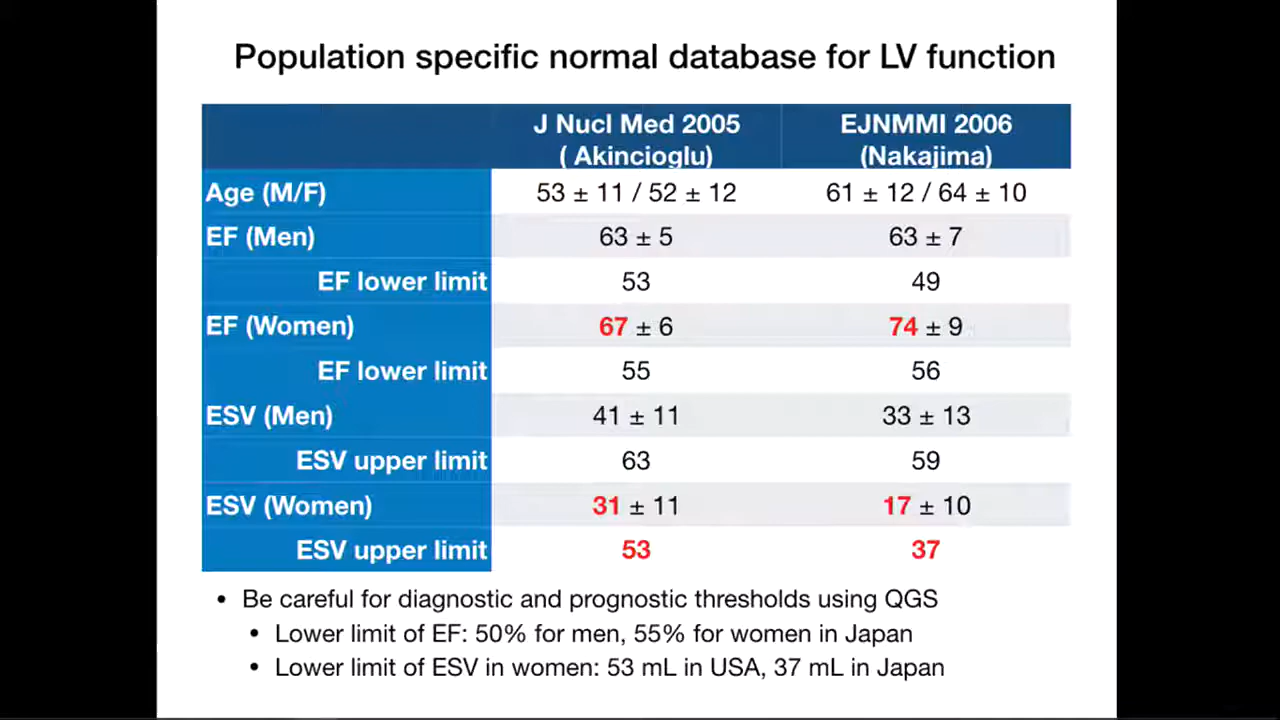 Population specific normal database for LV function
J Nucl Med 2005 EJNMMI 2006
( Akincioglu) (Nakajima)
Age (M/F) 53 ± 11 / 52 ± 12 61 ± 12 / 64 ± 10
EF (Men) 63 ± 5 63 ± 7
EF lower limit 53 49
EF (Women) 67 ± 6 74 ± 9
EF lower limit 55 56
ESV (Men) 41 ± 11 33 ± 13
ESV upper limit 63 59
ESV (Women) 31 ± 11 17 ± 10
ESV upper limit 53 37
• Be careful for diagnostic and prognostic thresholds using QGS
• Lower limit of EF: 50% for men, 55% for women in Japan
• Lower limit of ESV in women: 53 mL in USA, 37 mL in Japan